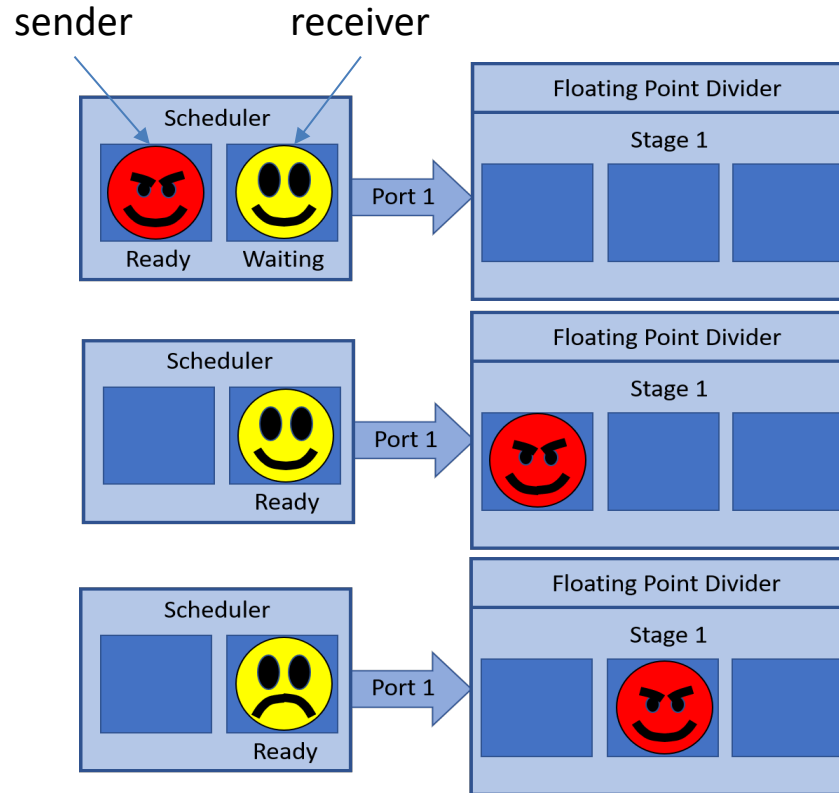 sender
receiver
Scheduler
Ready
Waiting
Port 1
Floating Point Divider
Stage 1
Scheduler
Ready
Port 1
Floating Point Divider
Stage 1
Scheduler
Ready
Port 1
Floating Point Divider
Stage 1